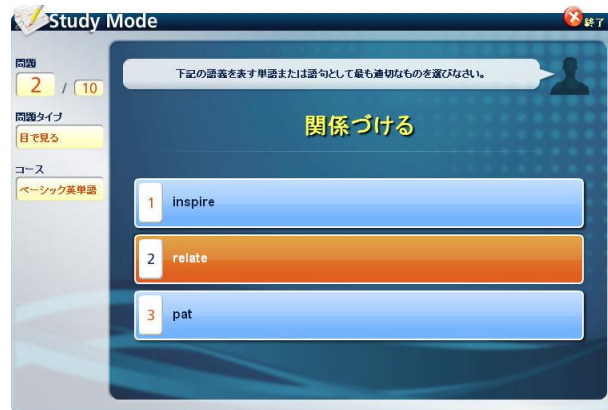 Study Mode
終了
問題
2 / 10
問題タイプ
目で見る
コース
ベーシック英単語
下記の語義を表す単語または語句として最も適切なものを選びなさい。
関係づける
1 inspire
2 relate
3 pat